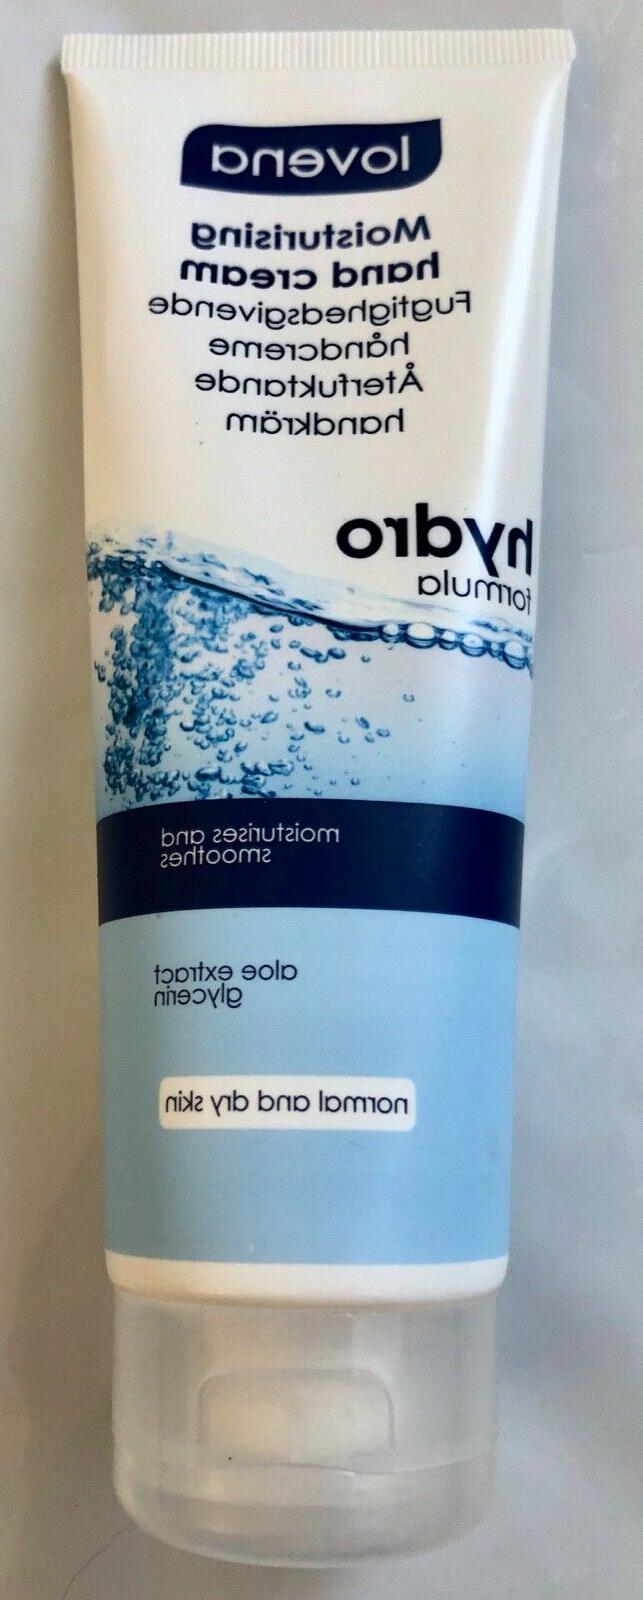 lovena
Moisturising
hand cream
Fugtighedsgivende
håndcreme
Återfuktande
handkräm
hydro
formula
moisturises and
smoothes
aloe extract
glycerin
normal and dry skin